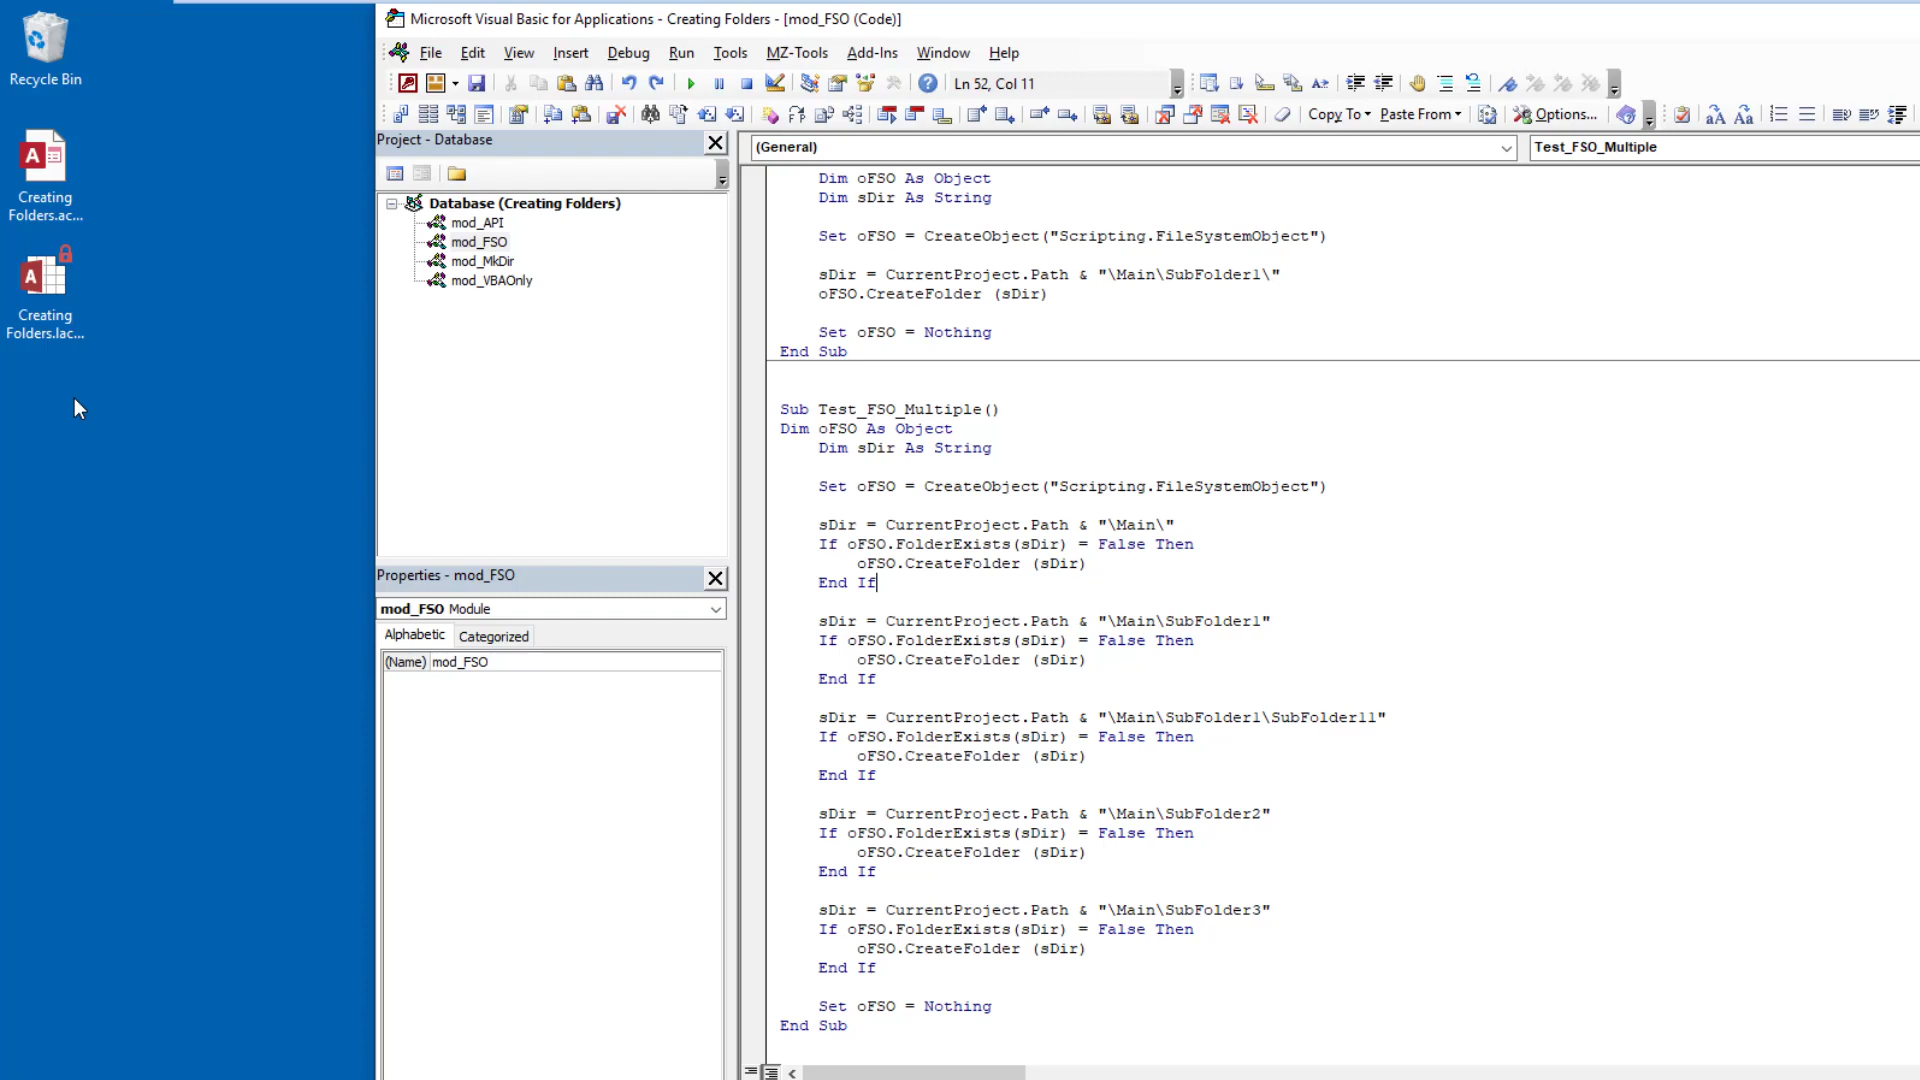 Recycle Bin
Creating
Folders.ac...
Creating
Folders.lac...
Microsoft Visual Basic for Applications - Creating Folders - [mod_FSO (Code)]
File Edit View Insert Debug Run Tools MZ-Tools Add-Ins Window Help
Ln 52, Col 11
Copy To Paste From Options...
Project - Database
Database (Creating Folders)
mod_API
mod_FSO
mod_MkDir
mod_VBAOnly
Properties - mod_FSO
mod_FSO Module
Alphabetic Categorized
(Name) mod_FSO
(General) Test_FSO_Multiple
Dim oFSO As Object
Dim sDir As String
Set oFSO = CreateObject("Scripting.FileSystemObject")
sDir = CurrentProject.Path & "\Main\SubFolder1\"
oFSO.CreateFolder (sDir)
Set oFSO = Nothing
End Sub
Sub Test_FSO_Multiple()
Dim oFSO As Object
Dim sDir As String
Set oFSO = CreateObject("Scripting.FileSystemObject")
sDir = CurrentProject.Path & "\Main\"
If oFSO.FolderExists(sDir) = False Then
oFSO.CreateFolder (sDir)
End If
sDir = CurrentProject.Path & "\Main\SubFolder1"
If oFSO.FolderExists(sDir) = False Then
oFSO.CreateFolder (sDir)
End If
sDir = CurrentProject.Path & "\Main\SubFolder1\SubFolder11"
If oFSO.FolderExists(sDir) = False Then
oFSO.CreateFolder (sDir)
End If
sDir = CurrentProject.Path & "\Main\SubFolder2"
If oFSO.FolderExists(sDir) = False Then
oFSO.CreateFolder (sDir)
End If
sDir = CurrentProject.Path & "\Main\SubFolder3"
If oFSO.FolderExists(sDir) = False Then
oFSO.CreateFolder (sDir)
End If
Set oFSO = Nothing
End Sub